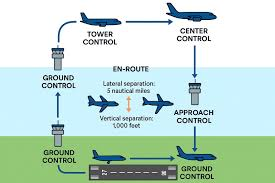 TOWER
CONTROL
CENTER
CONTROL
EN-ROUTE
Lateral separation:
5 nautical miles
Vertical separation:
1,000 feet
GROUND
CONTROL
APPROACH
CONTROL
GROUND
CONTROL
27
GROUND
CONTROL